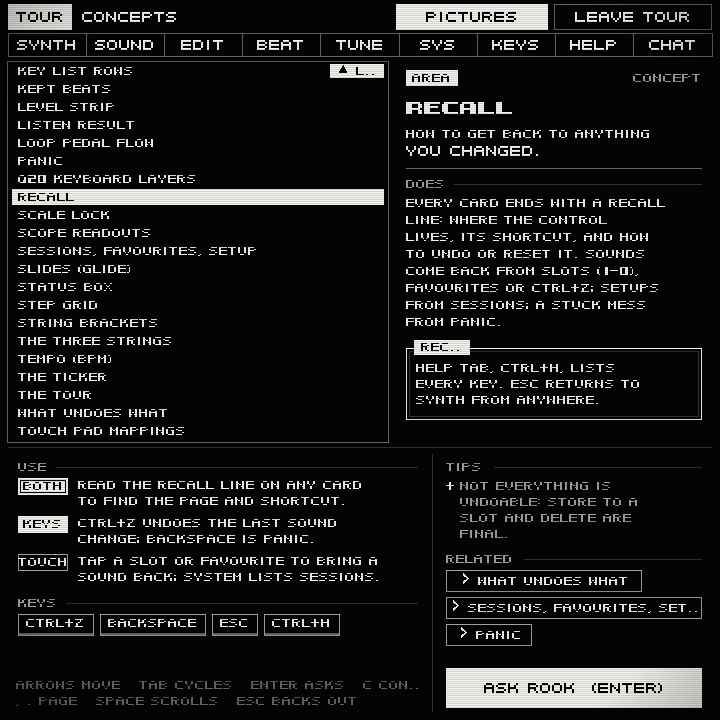 TOUR CONCEPTS PICTURES LEAVE TOUR
SYNTH SOUND EDIT BEAT TUNE SYS KEYS HELP CHAT
KEY LIST ROWS ▲ L..
KEPT BEATS
LEVEL STRIP
LISTEN RESULT
LOOP PEDAL FLOW
PANIC
Q20 KEYBOARD LAYERS
RECALL
SCALE LOCK
SCOPE READOUTS
SESSIONS, FAVOURITES, SETUP
SLIDES (GLIDE)
STATUS BOX
STEP GRID
STRING BRACKETS
THE THREE STRINGS
TEMPO (BPM)
THE TICKER
THE TOUR
WHAT UNDOES WHAT
TOUCH PAD MAPPINGS
AREA CONCEPT
RECALL
HOW TO GET BACK TO ANYTHING
YOU CHANGED.
DOES
EVERY CARD ENDS WITH A RECALL
LINE: WHERE THE CONTROL
LIVES, ITS SHORTCUT, AND HOW
TO UNDO OR RESET IT. SOUNDS
COME BACK FROM SLOTS (1-0),
FAVOURITES OR CTRL+Z; SETUPS
FROM SESSIONS; A STUCK MESS
FROM PANIC.
REC..
HELP TAB, CTRL+H, LISTS
EVERY KEY. ESC RETURNS TO
SYNTH FROM ANYWHERE.
USE
BOTH READ THE RECALL LINE ON ANY CARD
TO FIND THE PAGE AND SHORTCUT.
KEYS CTRL+Z UNDOES THE LAST SOUND
CHANGE; BACKSPACE IS PANIC.
TOUCH TAP A SLOT OR FAVOURITE TO BRING A
SOUND BACK; SYSTEM LISTS SESSIONS.
KEYS
CTRL+Z BACKSPACE ESC CTRL+H
ARROWS MOVE TAB CYCLES ENTER ASKS C CON..
, . PAGE SPACE SCROLLS ESC BACKS OUT
TIPS
+ NOT EVERYTHING IS
UNDOABLE: STORE TO A
SLOT AND DELETE ARE
FINAL.
RELATED
> WHAT UNDOES WHAT
> SESSIONS, FAVOURITES, SET..
> PANIC
ASK ROOK (ENTER)